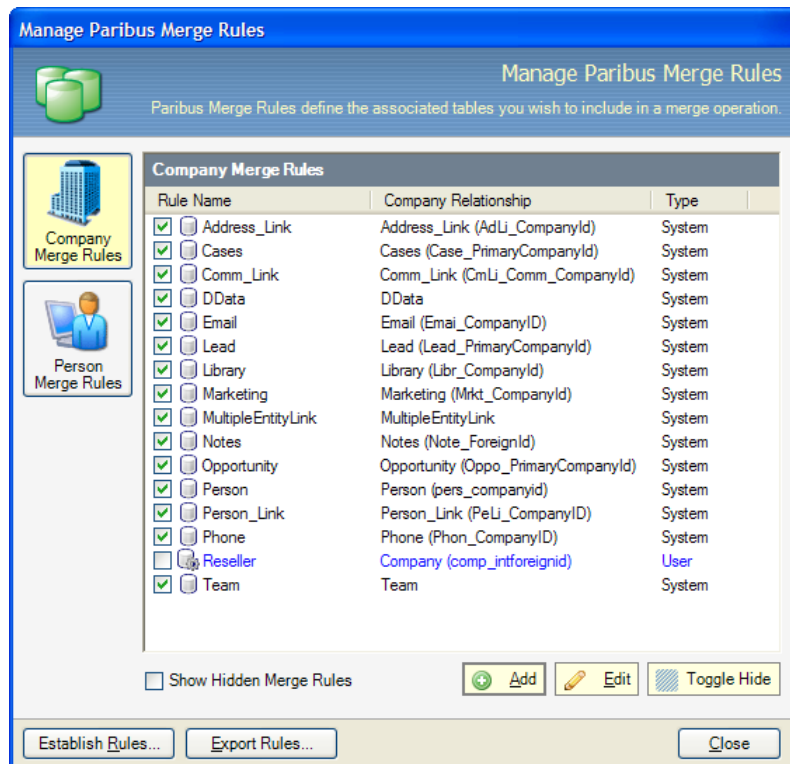 Manage Paribus Merge Rules
Manage Paribus Merge Rules
Paribus Merge Rules define the associated tables you wish to include in a merge operation.
Company
Merge Rules
Person
Merge Rules
Company Merge Rules
Rule Name Company Relationship Type
Address_Link Address_Link (AdLi_CompanyId) System
Cases Cases (Case_PrimaryCompanyId) System
Comm_Link Comm_Link (CmLi_Comm_CompanyId) System
DData DData System
Email Email (Emai_CompanyID) System
Lead Lead (Lead_PrimaryCompanyId) System
Library Library (Libr_CompanyId) System
Marketing Marketing (Mrkt_CompanyId) System
MultipleEntityLink MultipleEntityLink System
Notes Notes (Note_ForeignId) System
Opportunity Opportunity (Oppo_PrimaryCompanyId) System
Person Person (pers_companyid) System
Person_Link Person_Link (PeLi_CompanyID) System
Phone Phone (Phon_CompanyID) System
Reseller Company (comp_intforeignid) User
Team Team System
Show Hidden Merge Rules Add Edit Toggle Hide
Establish Rules... Export Rules... Close